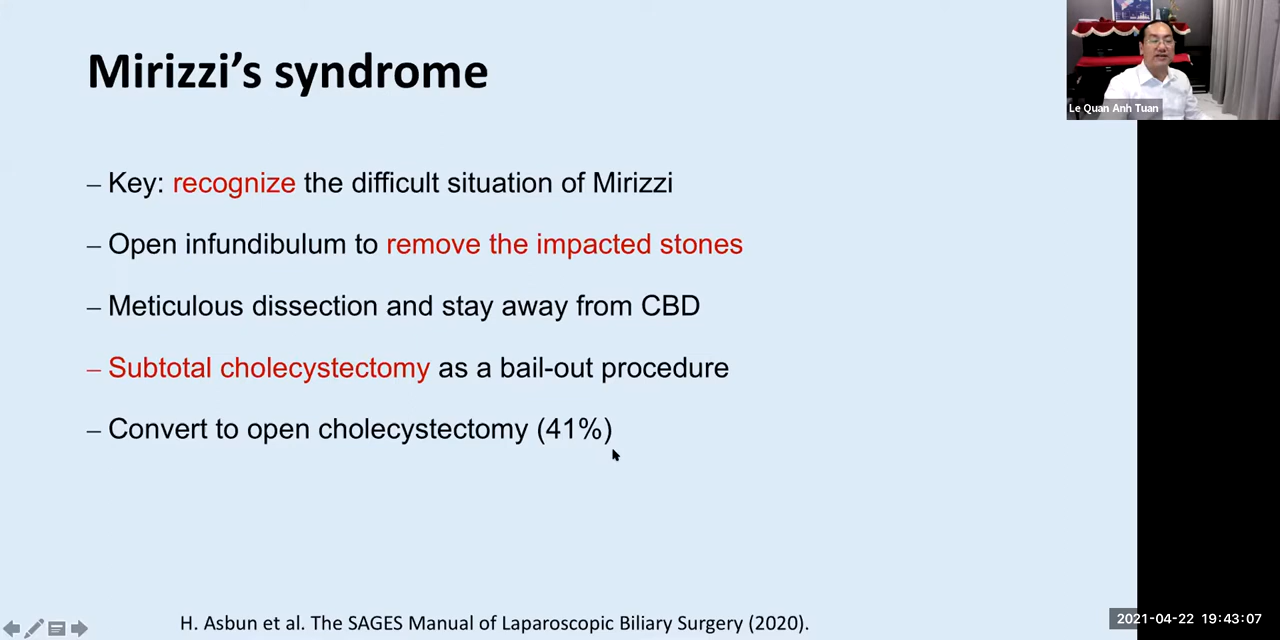 Mirizzi's syndrome
Le Quan Anh Tuan
– Key: recognize the difficult situation of Mirizzi
– Open infundibulum to remove the impacted stones
– Meticulous dissection and stay away from CBD
– Subtotal cholecystectomy as a bail-out procedure
– Convert to open cholecystectomy (41%)
H. Asbun et al. The SAGES Manual of Laparoscopic Biliary Surgery (2020).
2021-04-22 19:43:07